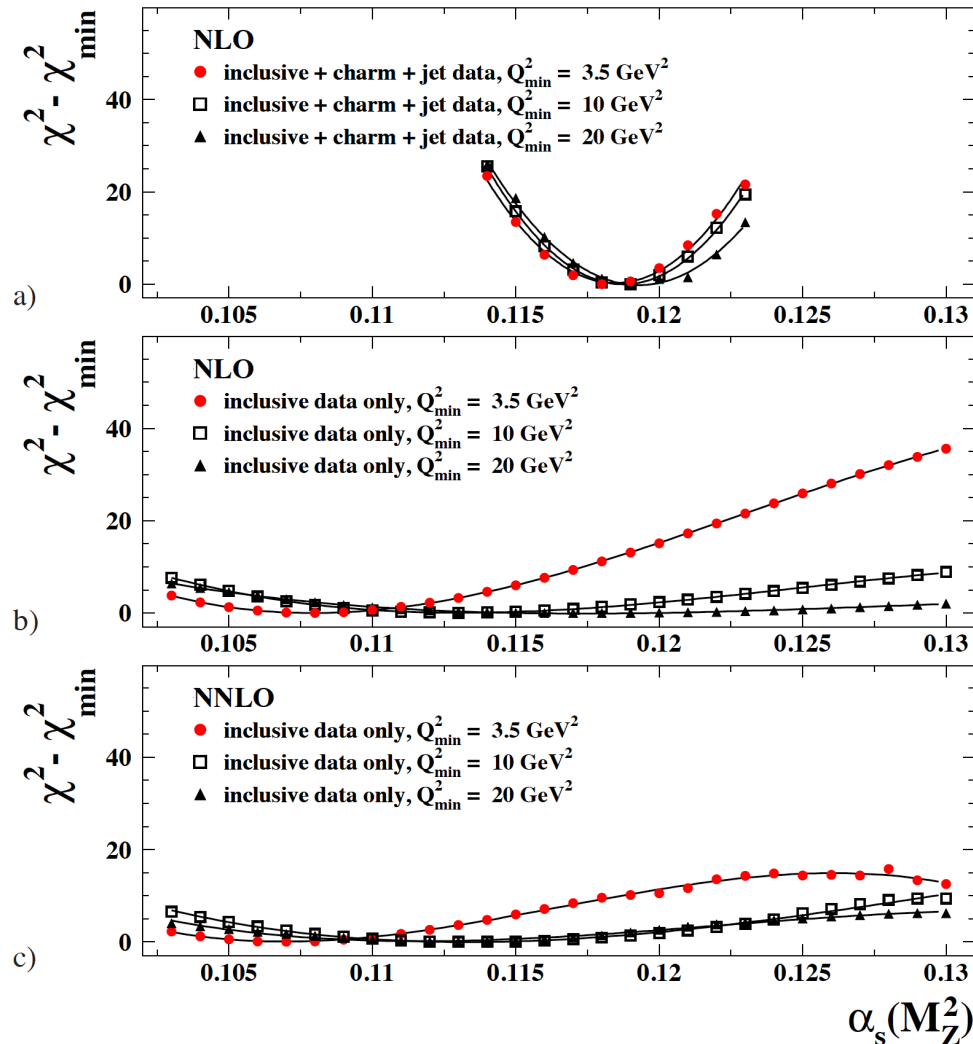 χ² - χ²min
NLO
inclusive + charm + jet data, Q²min = 3.5 GeV²
inclusive + charm + jet data, Q²min = 10 GeV²
inclusive + charm + jet data, Q²min = 20 GeV²
40
20
0
a)
0.105 0.11 0.115 0.12 0.125 0.13
χ² - χ²min
NLO
inclusive data only, Q²min = 3.5 GeV²
inclusive data only, Q²min = 10 GeV²
inclusive data only, Q²min = 20 GeV²
40
20
0
b)
0.105 0.11 0.115 0.12 0.125 0.13
χ² - χ²min
NNLO
inclusive data only, Q²min = 3.5 GeV²
inclusive data only, Q²min = 10 GeV²
inclusive data only, Q²min = 20 GeV²
40
20
0
c)
0.105 0.11 0.115 0.12 0.125 0.13
αs(M²Z)